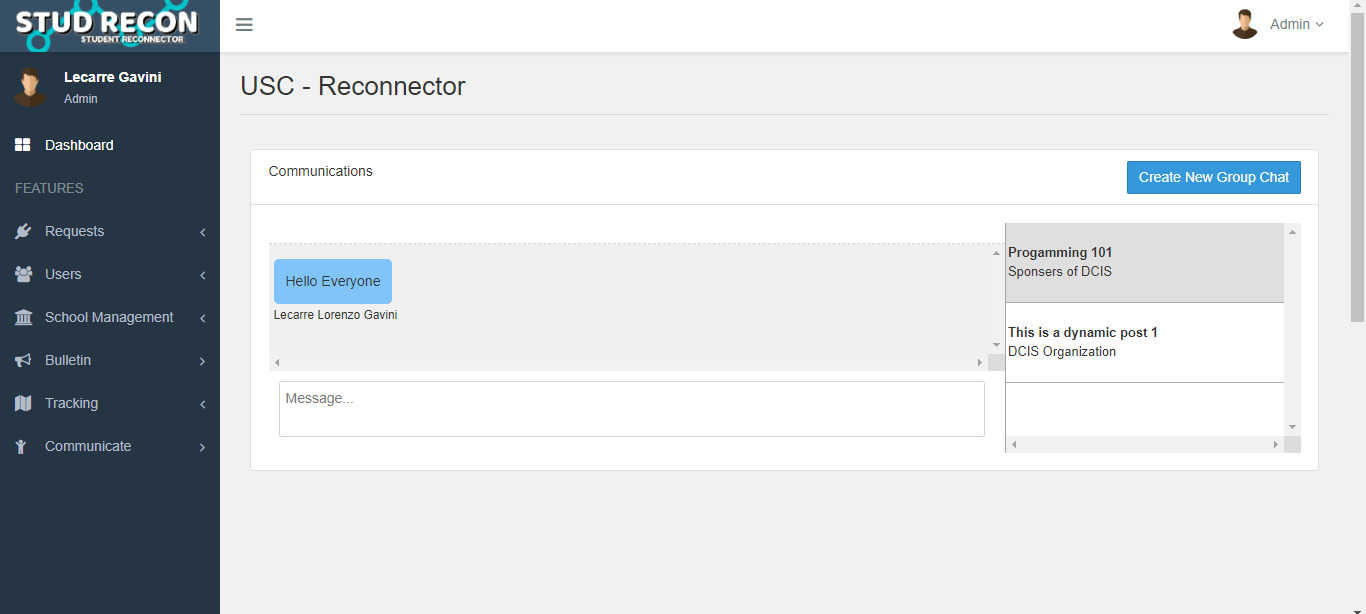 STUD RECON
STUDENT RECONNECTOR
Lecarre Gavini
Admin
Dashboard
FEATURES
Requests
Users
School Management
Bulletin
Tracking
Communicate
Admin
USC - Reconnector
Communications
Create New Group Chat
Hello Everyone
Lecarre Lorenzo Gavini
Message...
Progamming 101
Sponsers of DCIS
This is a dynamic post 1
DCIS Organization